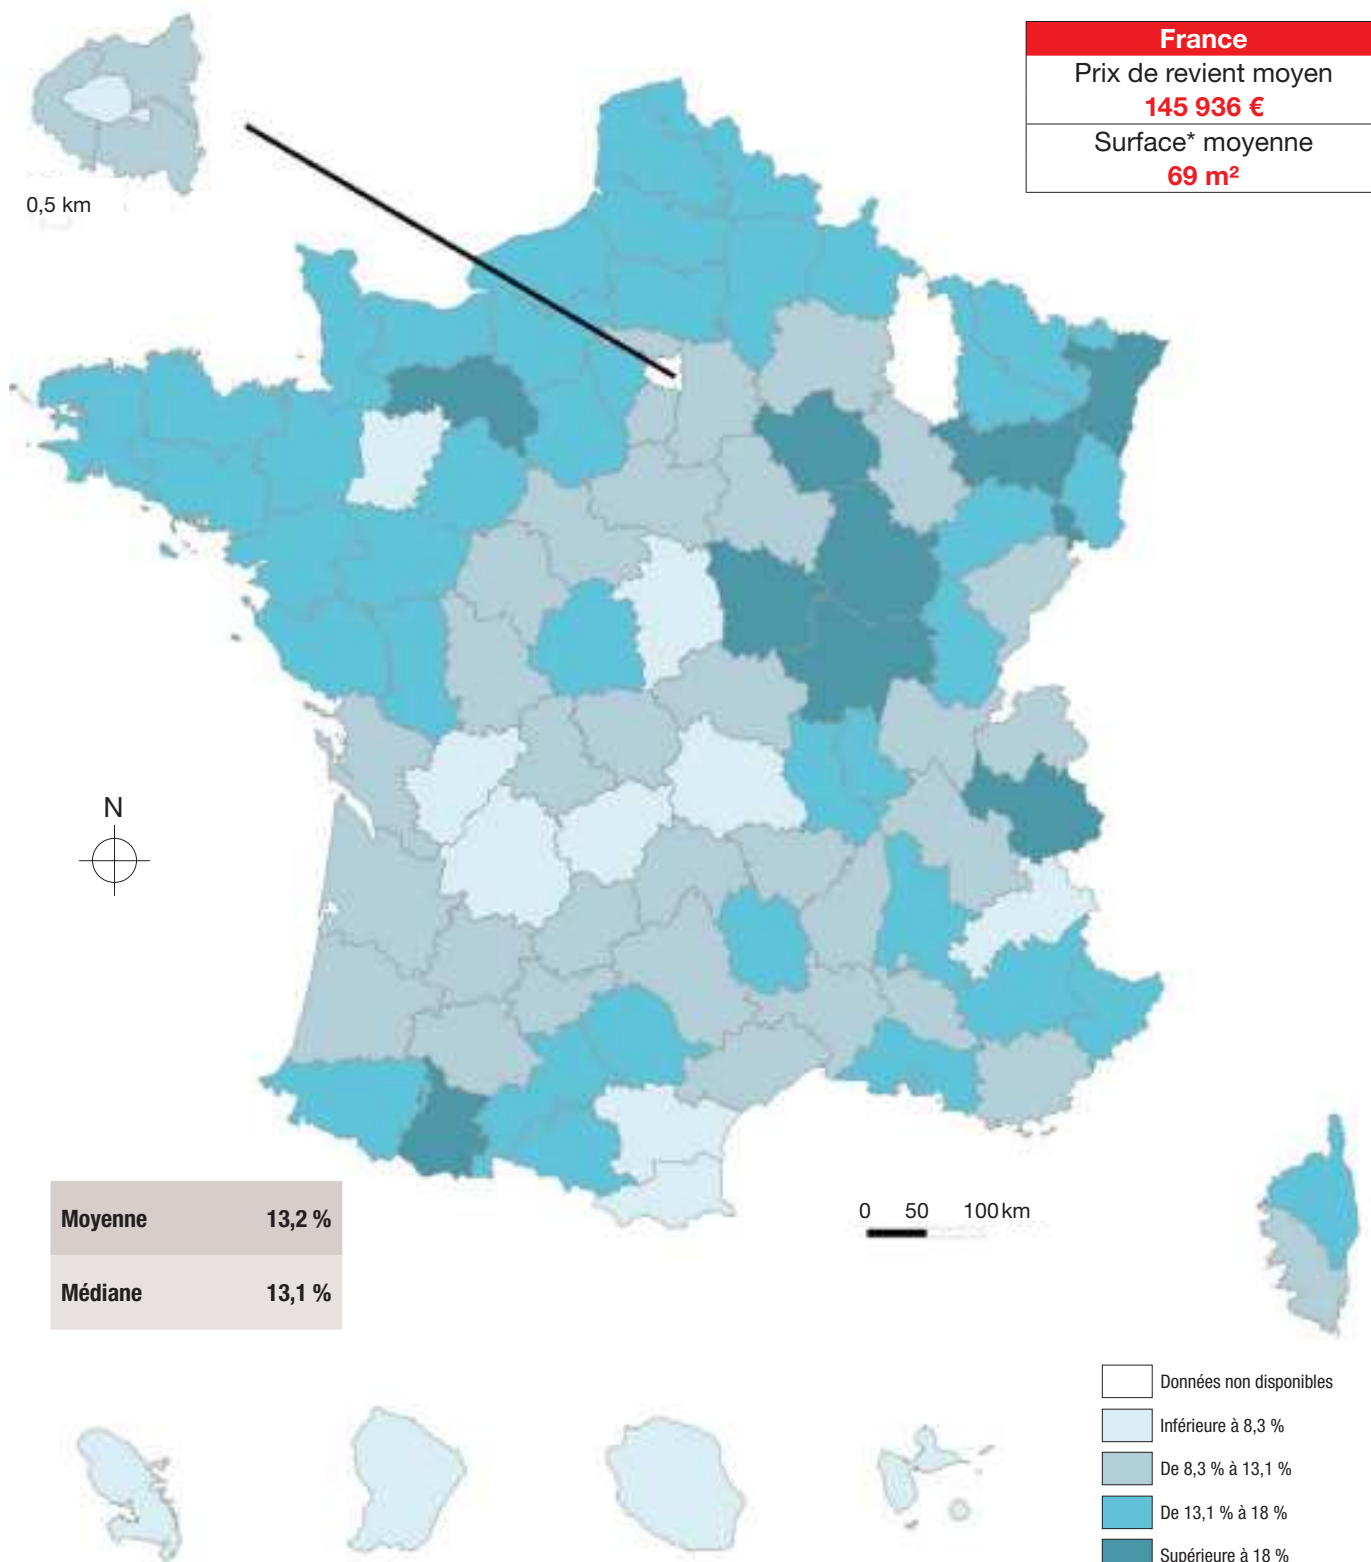 France
Prix de revient moyen
145 936 €
Surface* moyenne
69 m²
0,5 km
N
0 50 100 km
Moyenne 13,2 %
Médiane 13,1 %
Données non disponibles
Inférieure à 8,3 %
De 8,3 % à 13,1 %
De 13,1 % à 18 %
Supérieure à 18 %